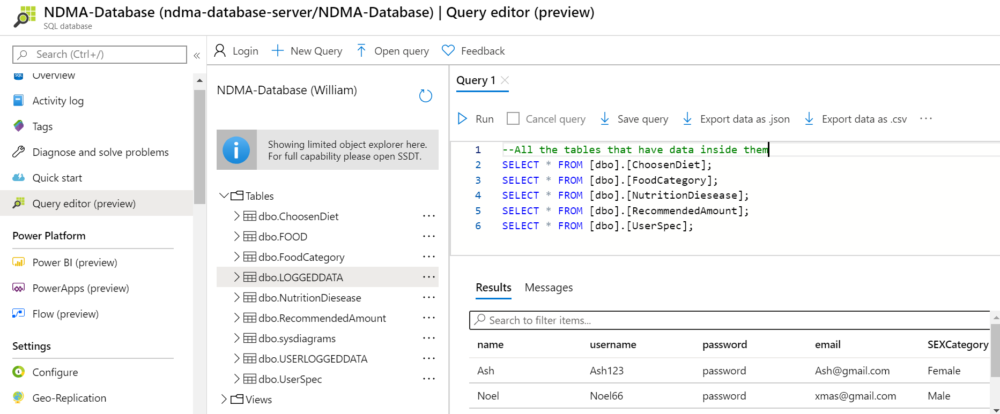 NDMA-Database (ndma-database-server/NDMA-Database) | Query editor (preview)
SQL database
Search (Ctrl+/)
«
Overview
Activity log
Tags
Diagnose and solve problems
Quick start
Query editor (preview)
Power Platform
Power BI (preview)
PowerApps (preview)
Flow (preview)
Settings
Configure
Geo-Replication
Login
New Query
Open query
Feedback
NDMA-Database (William)
Showing limited object explorer here.
For full capability please open SSDT.
Tables
dbo.ChoosenDiet ...
dbo.FOOD ...
dbo.FoodCategory ...
dbo.LOGGEDDATA ...
dbo.NutritionDiesease ...
dbo.RecommendedAmount ...
dbo.sysdiagrams ...
dbo.USERLOGGEDDATA ...
dbo.UserSpec ...
Views
Query 1
Run Cancel query Save query Export data as .json Export data as .csv ...
1 --All the tables that have data inside them
2 SELECT * FROM [dbo].[ChoosenDiet];
3 SELECT * FROM [dbo].[FoodCategory];
4 SELECT * FROM [dbo].[NutritionDiesease];
5 SELECT * FROM [dbo].[RecommendedAmount];
6 SELECT * FROM [dbo].[UserSpec];
Results Messages
Search to filter items...
name username password email SEXCategory
Ash Ash123 password Ash@gmail.com Female
Noel Noel66 password xmas@gmail.com Male